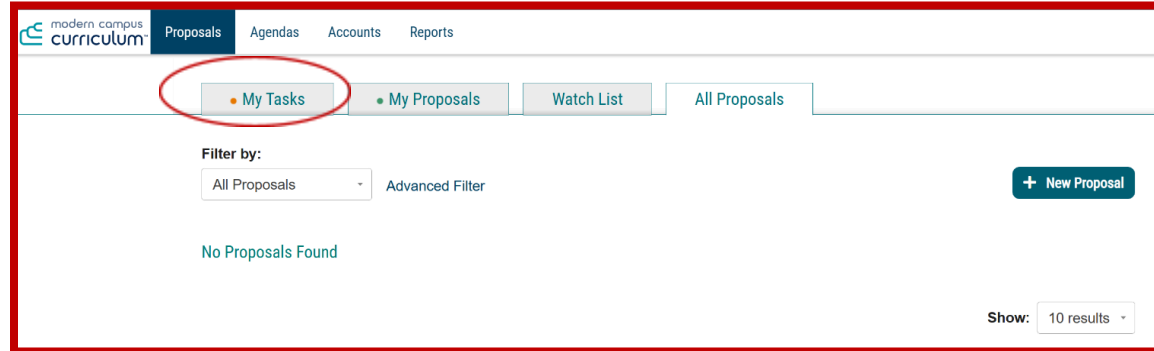 modern campus
curriculum™
Proposals Agendas Accounts Reports
My Tasks My Proposals Watch List All Proposals
Filter by:
All Proposals Advanced Filter
+ New Proposal
No Proposals Found
Show: 10 results